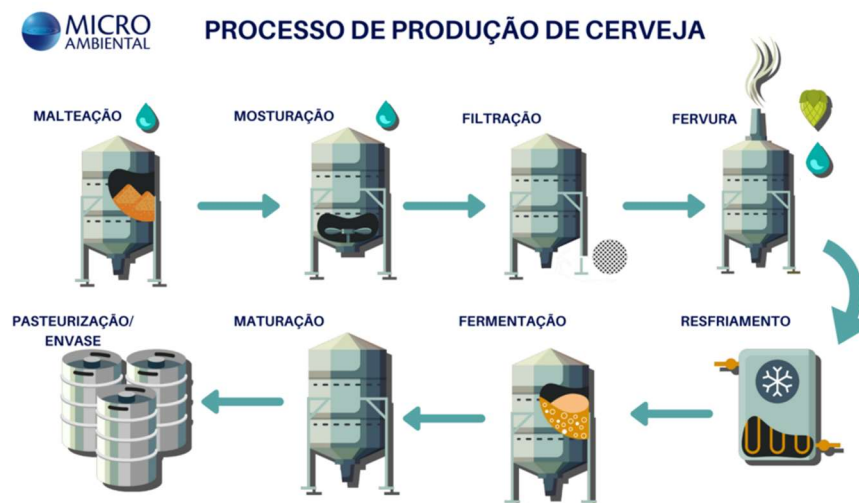 MICRO
AMBIENTAL
PROCESSO DE PRODUÇÃO DE CERVEJA
MALTEAÇÃO
MOSTURAÇÃO
FILTRAÇÃO
FERVURA
PASTEURIZAÇÃO/
ENVASE
MATURAÇÃO
FERMENTAÇÃO
RESFRIAMENTO